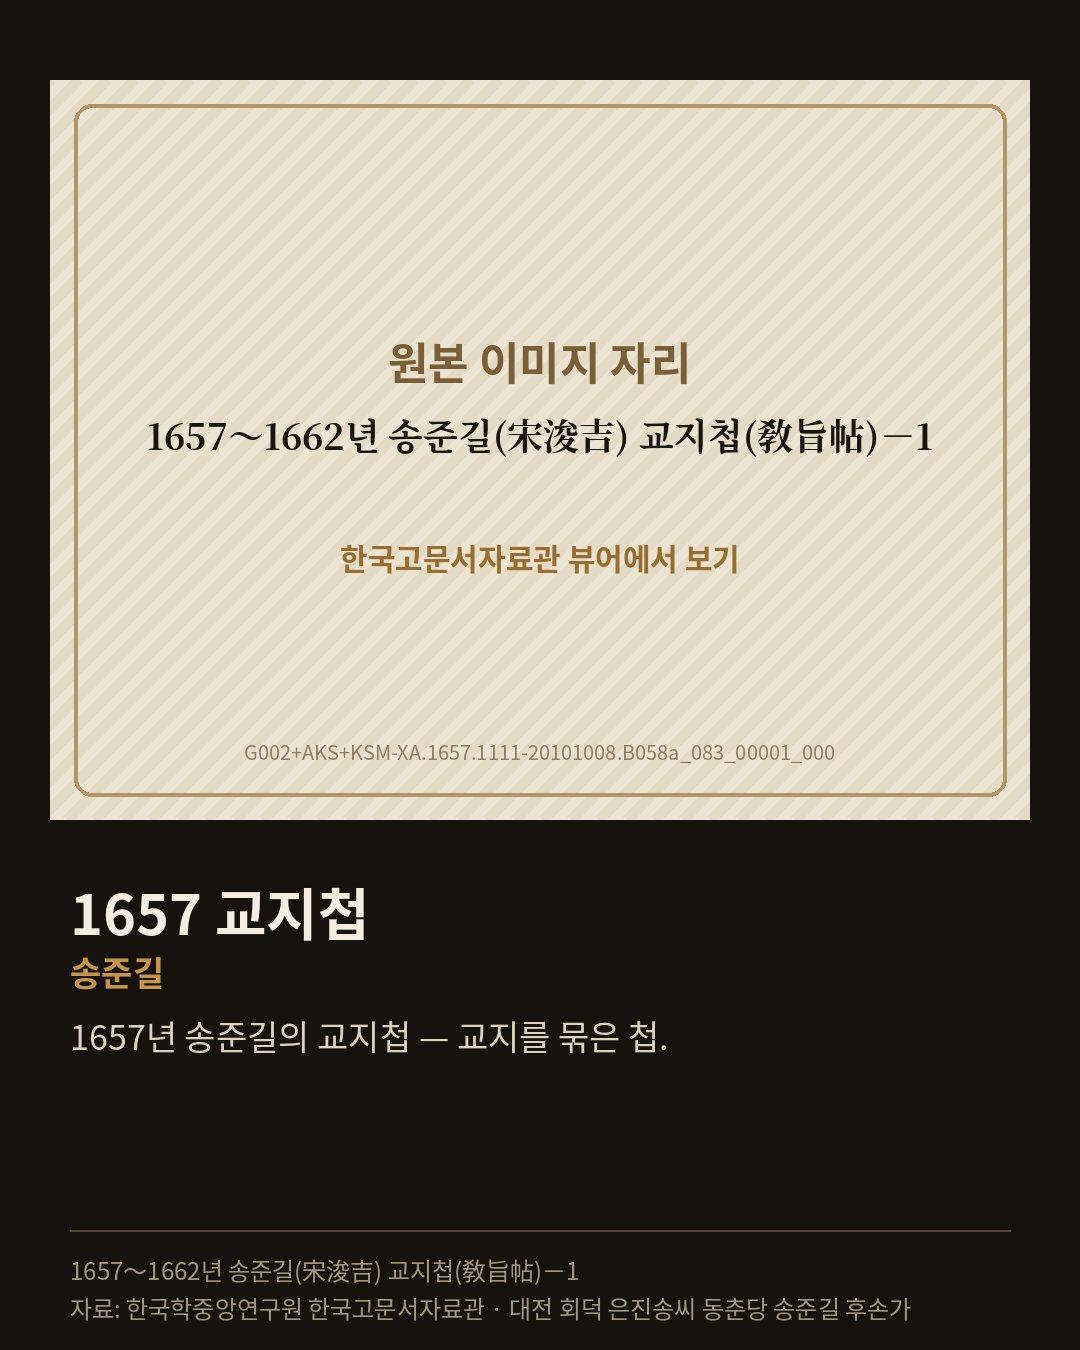 원본 이미지 자리
1657～1662년 송준길(宋浚吉) 교지첩(敎旨帖)－1
한국고문서자료관 뷰어에서 보기
G002+AKS+KSM-XA.1657.1111-20101008.B058a_083_00001_000
1657 교지첩
송준길
1657년 송준길의 교지첩 — 교지를 묶은 첩.
1657～1662년 송준길(宋浚吉) 교지첩(敎旨帖)－1
자료: 한국학중앙연구원 한국고문서자료관 · 대전 회덕 은진송씨 동춘당 송준길 후손가